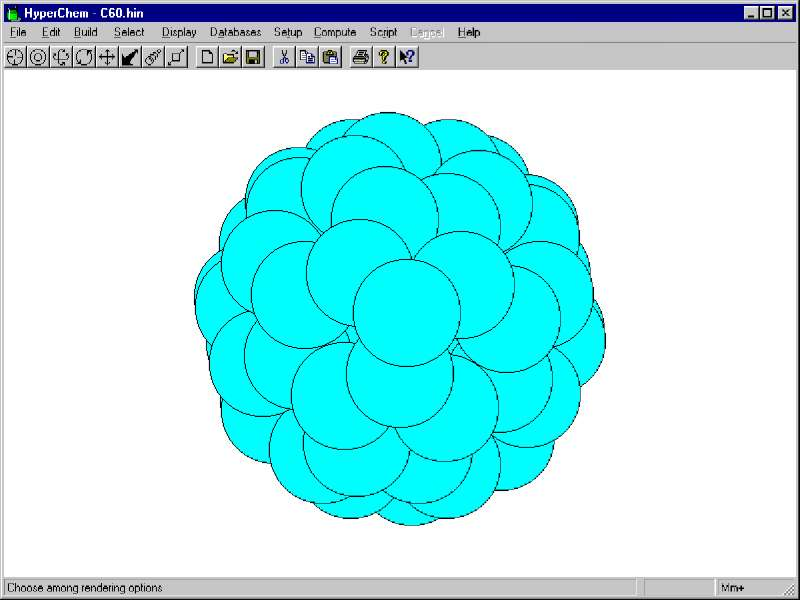 HyperChem - C60.hin
File Edit Build Select Display Databases Setup Compute Script Cancel Help
Choose among rendering options Mm+